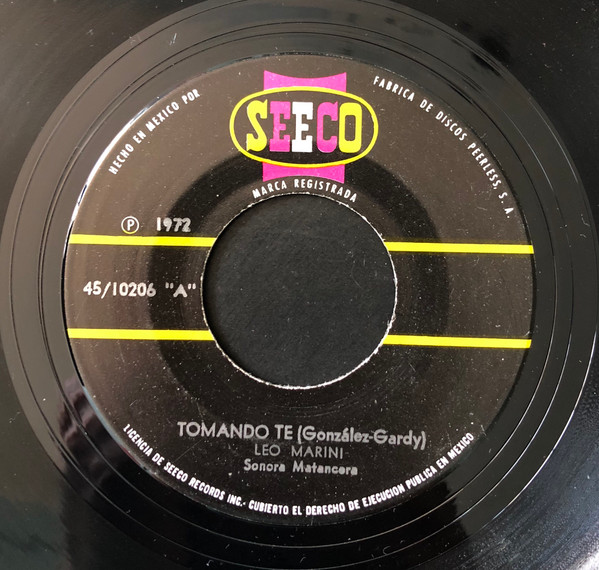 HECHO EN MEXICO POR
FABRICA DE DISCOS PEERLESS, S. A.
SEECO
MARCA REGISTRADA
Ⓟ 1972
45/10206 "A"
TOMANDO TE (González-Gardy)
LEO MARINI
Sonora Matancera
LICENCIA DE SEECO RECORDS INC.- CUBIERTO EL DERECHO DE EJECUCION PUBLICA EN MEXICO